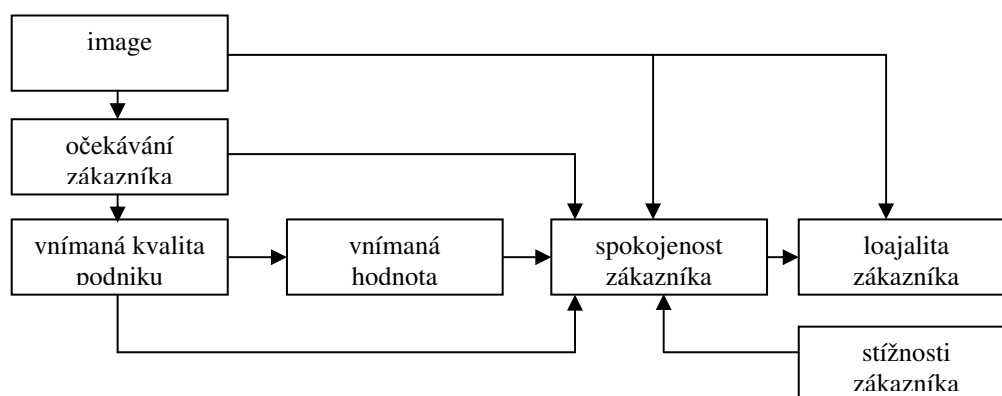 image
očekávání
zákazníka
vnímaná kvalita
podniku
vnímaná
hodnota
spokojenost
zákazníka
loajalita
zákazníka
stížnosti
zákazníka